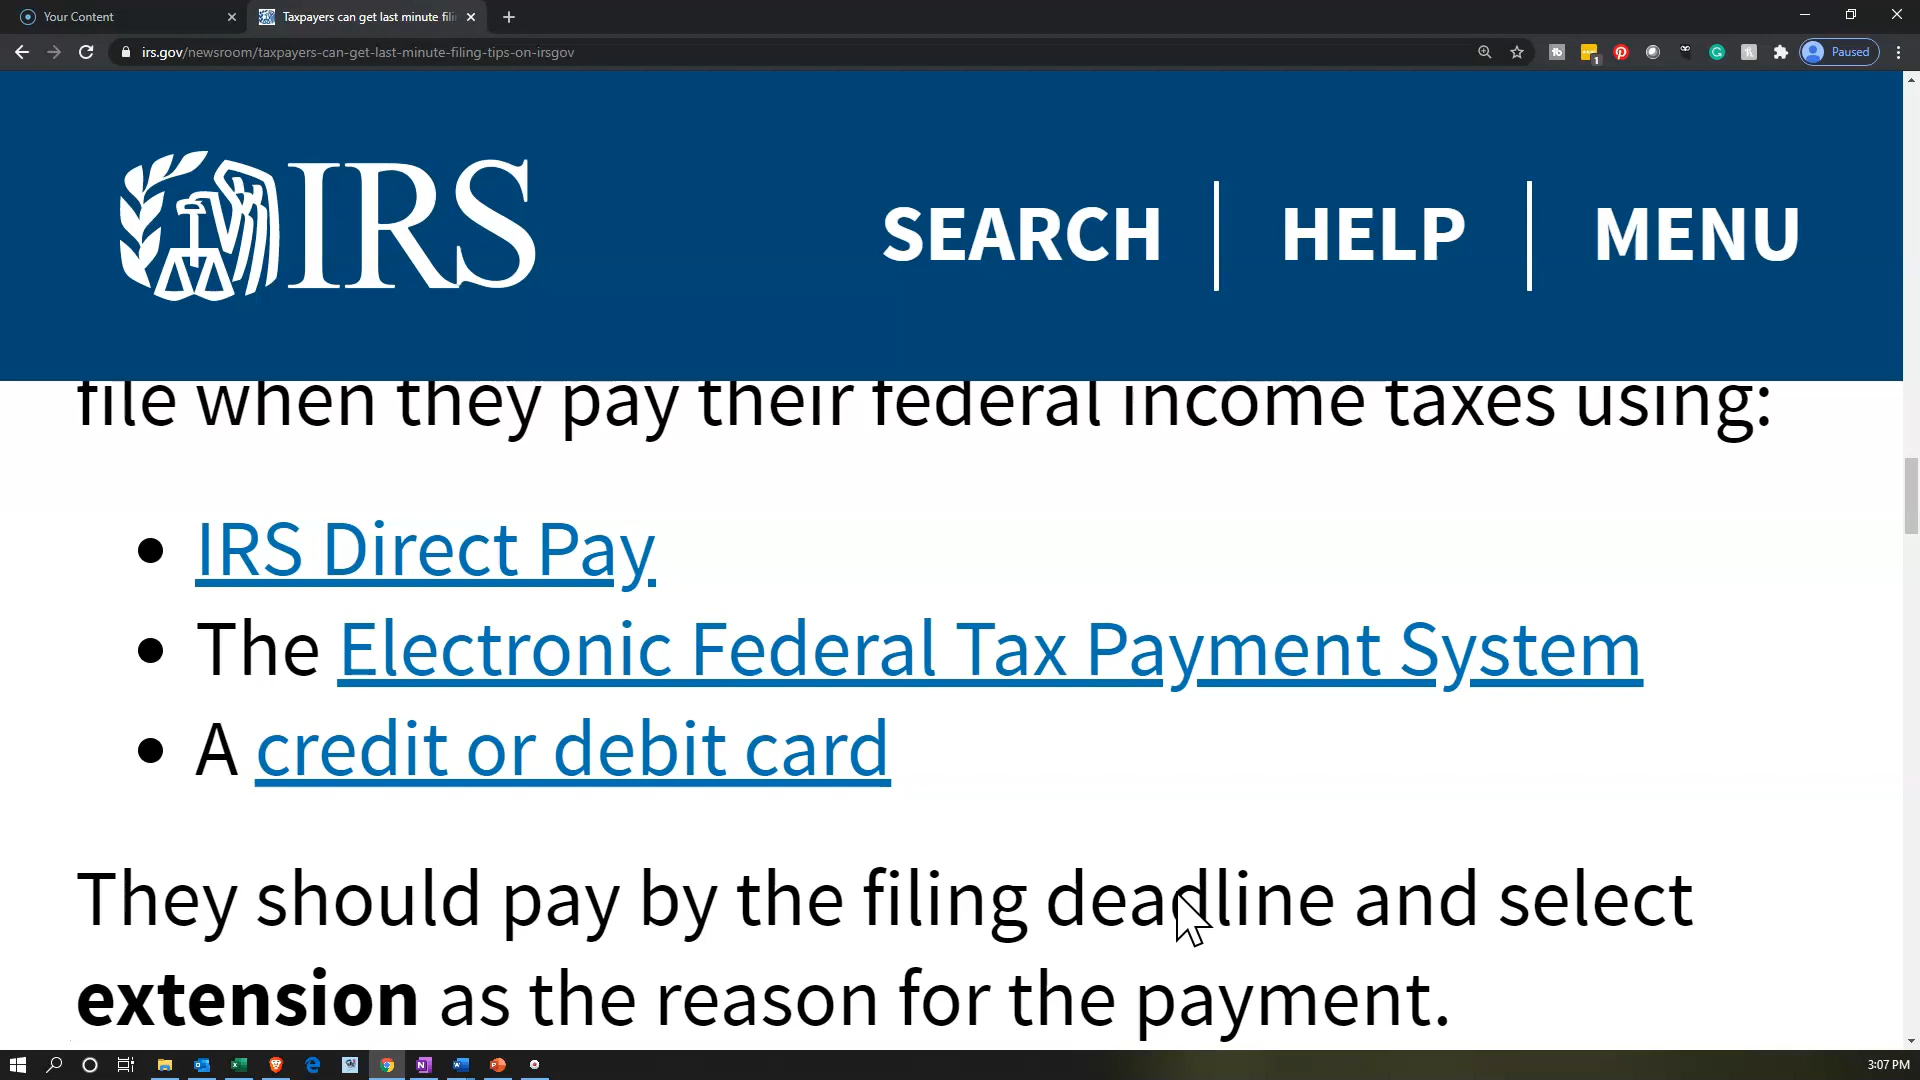 Your Content
Taxpayers can get last minute fili
irs.gov/newsroom/taxpayers-can-get-last-minute-filing-tips-on-irsgov
1
Paused
IRS
SEARCH
HELP
MENU
file when they pay their federal income taxes using:
• IRS Direct Pay
• The Electronic Federal Tax Payment System
• A credit or debit card
They should pay by the filing deadline and select
extension as the reason for the payment.
3:07 PM